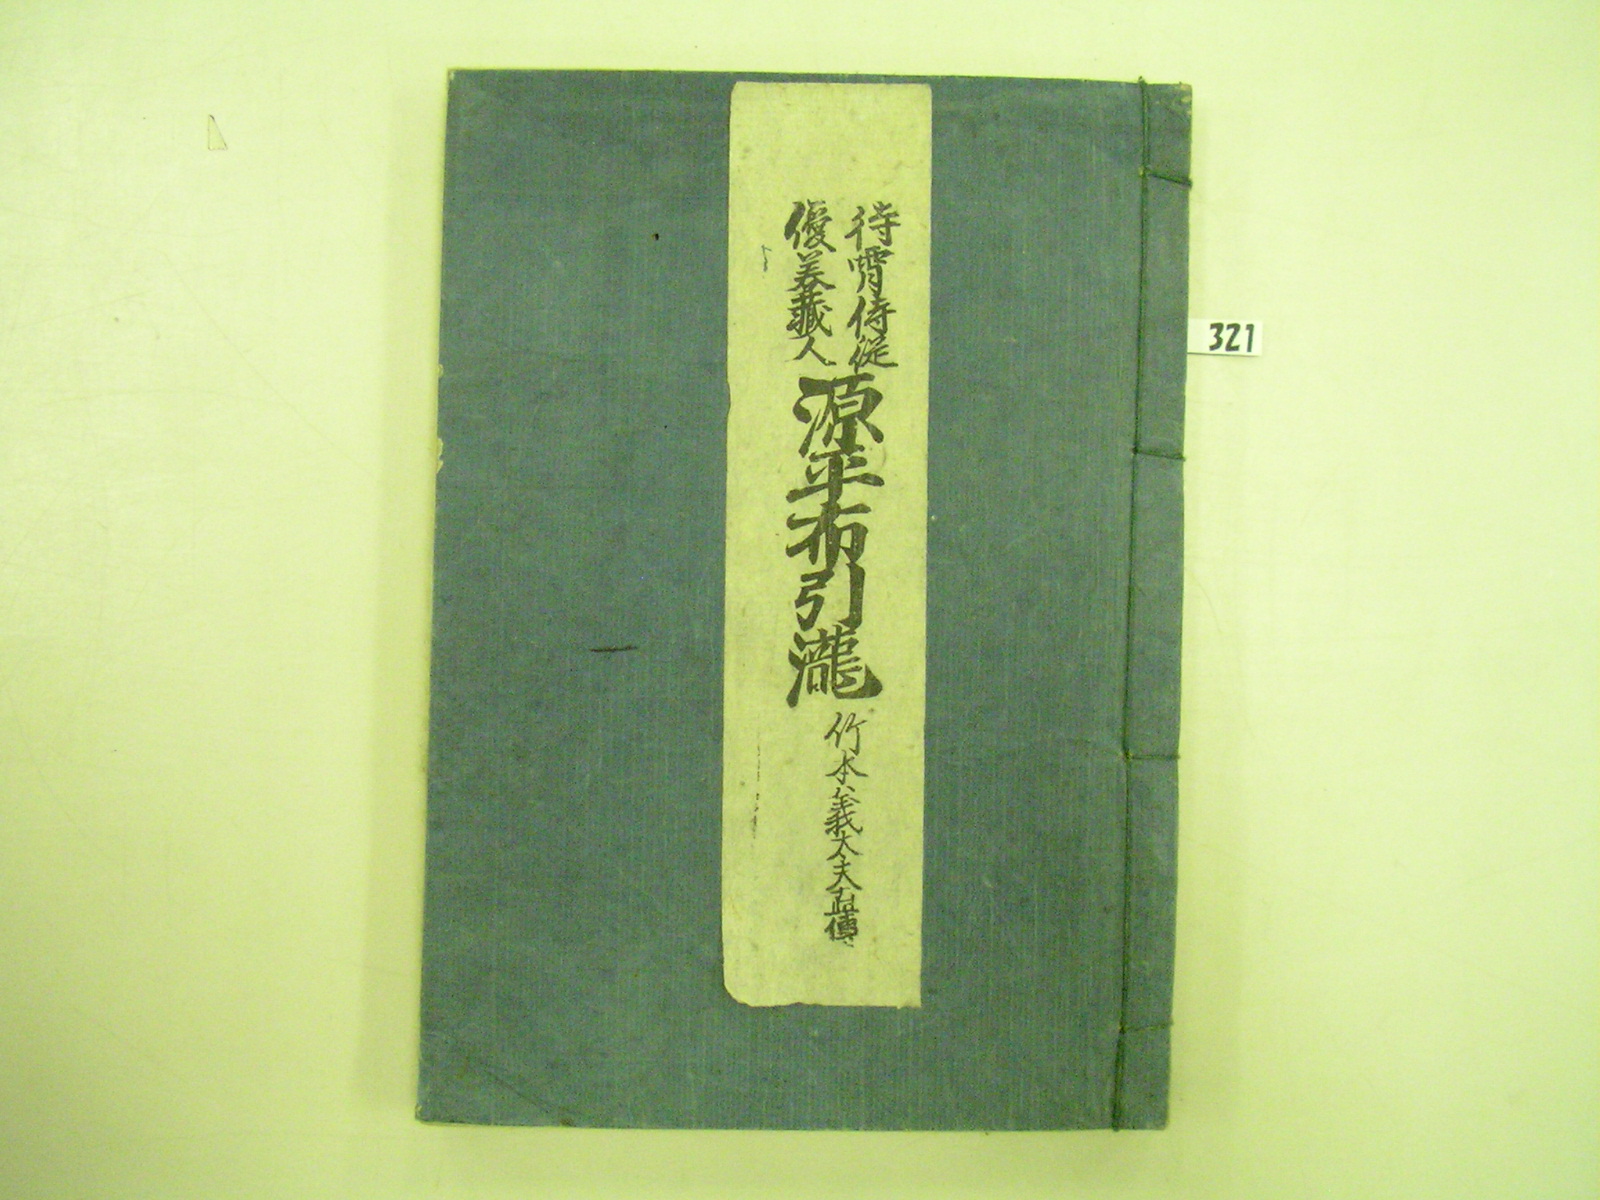 待宵侍従
優美蔵人
源平布引瀧
竹本義太夫正傳
321